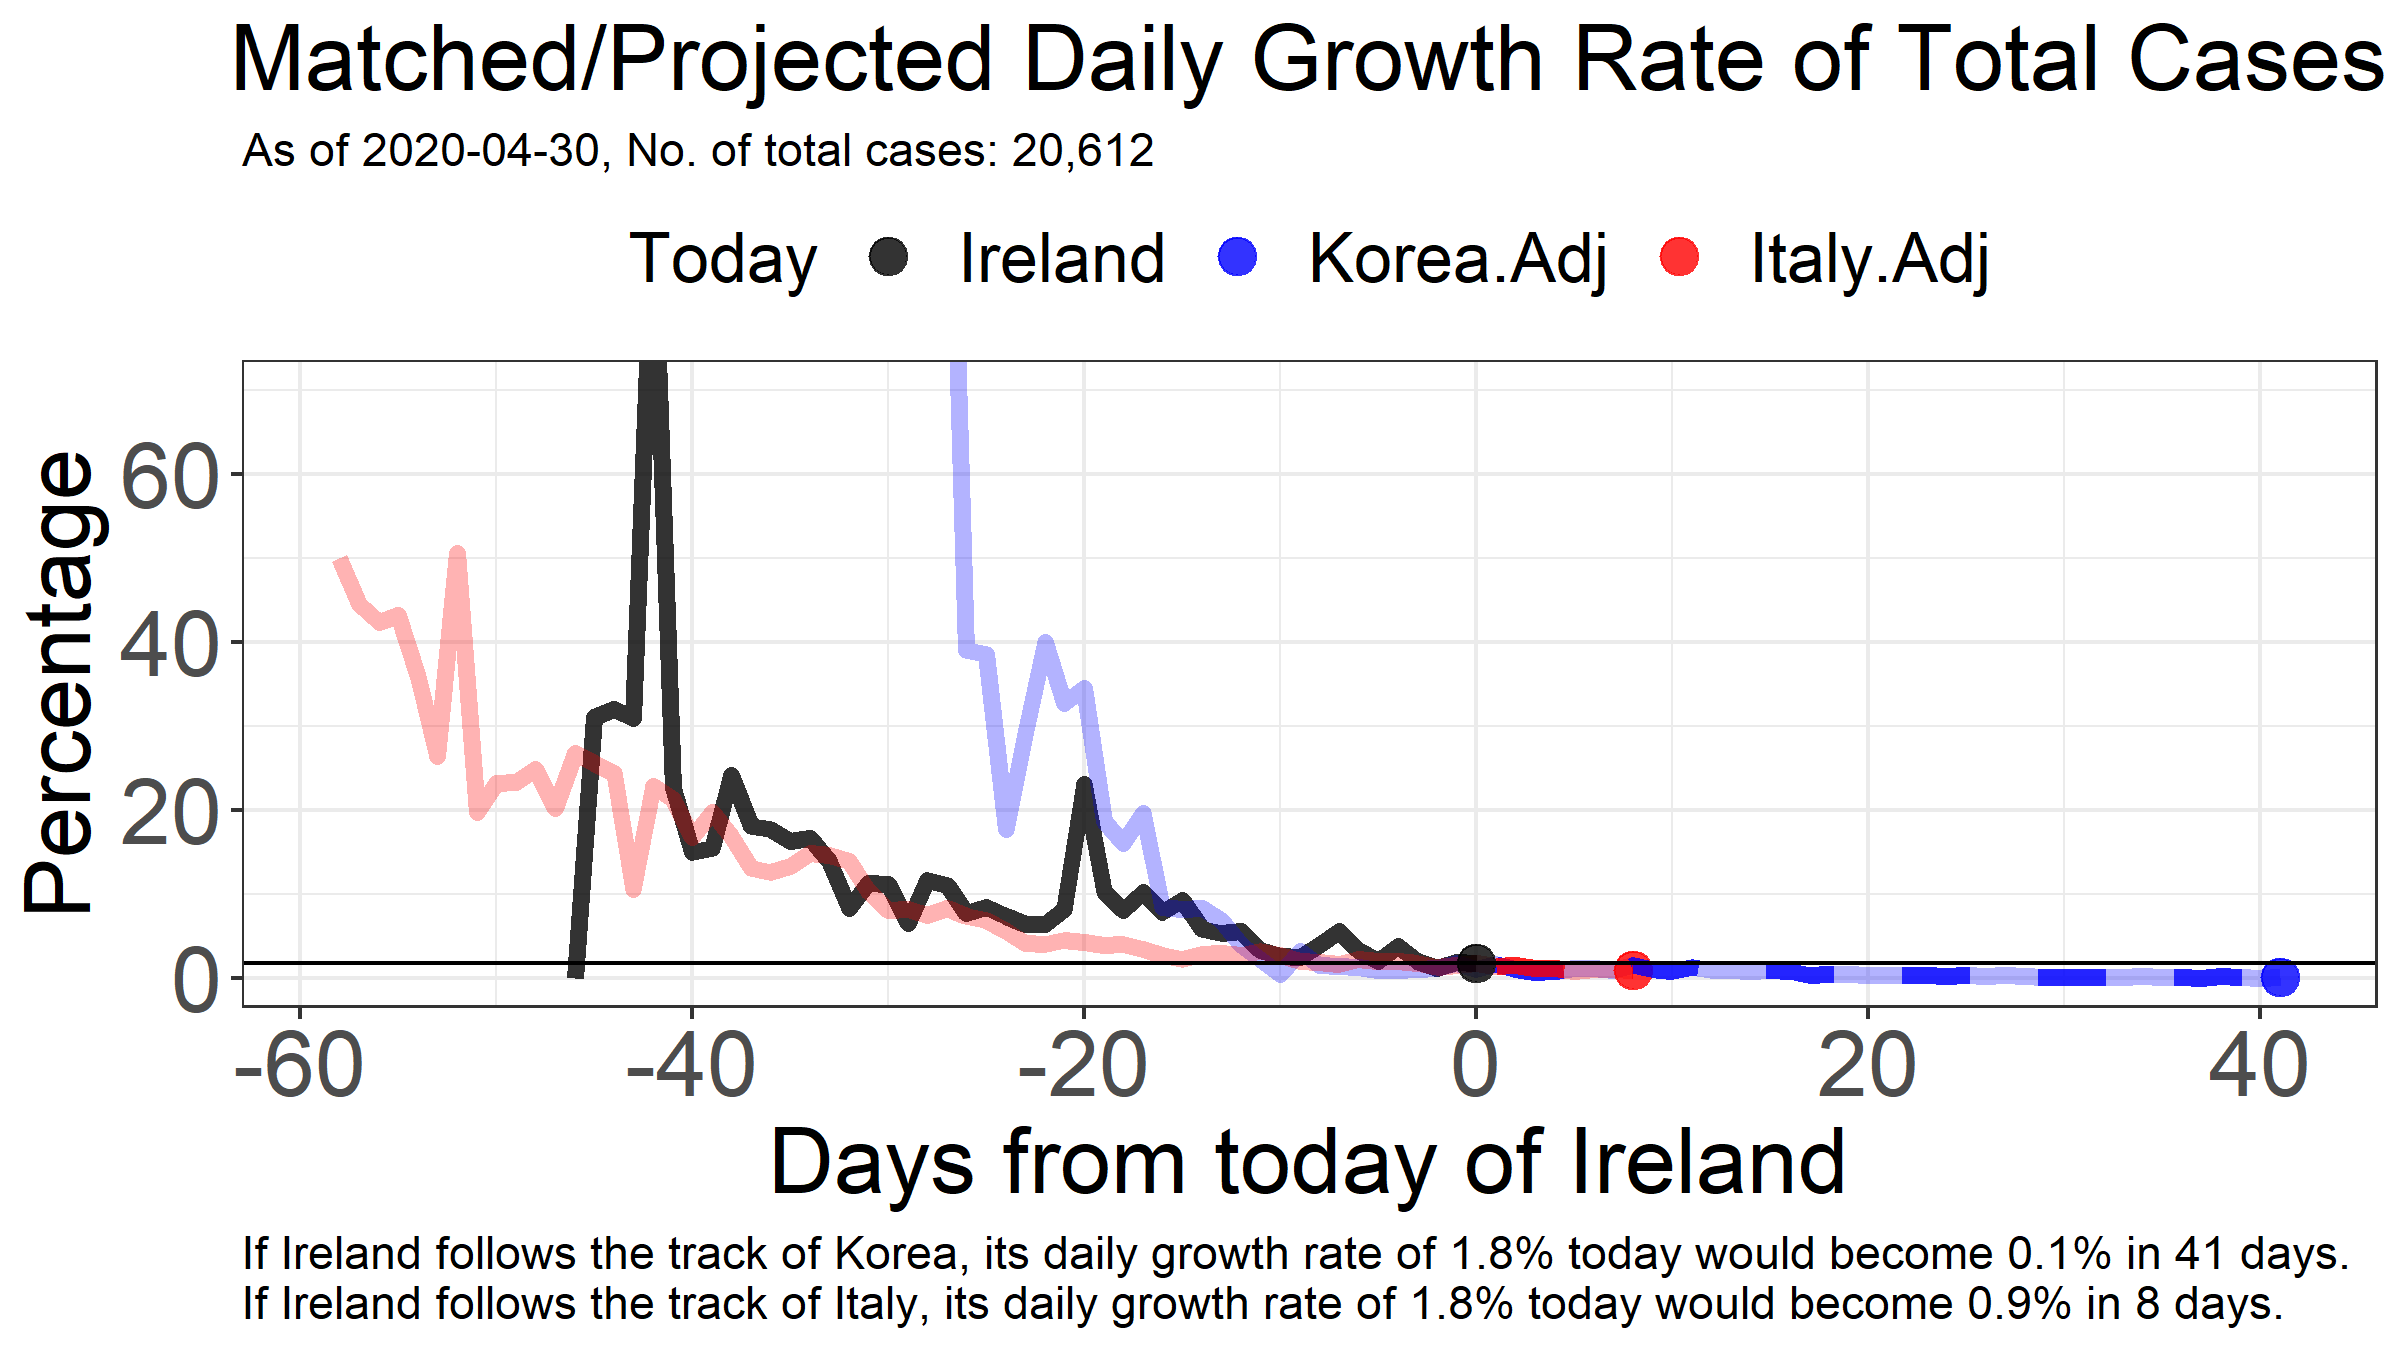 Matched/Projected Daily Growth Rate of Total Cases
As of 2020-04-30, No. of total cases: 20,612
Today Ireland Korea.Adj Italy.Adj
Percentage
60
40
20
0
-60 -40 -20 0 20 40
Days from today of Ireland
If Ireland follows the track of Korea, its daily growth rate of 1.8% today would become 0.1% in 41 days.
If Ireland follows the track of Italy, its daily growth rate of 1.8% today would become 0.9% in 8 days.